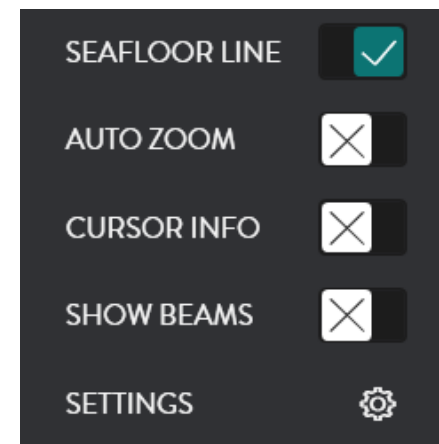 SEAFLOOR LINE
AUTO ZOOM
CURSOR INFO
SHOW BEAMS
SETTINGS